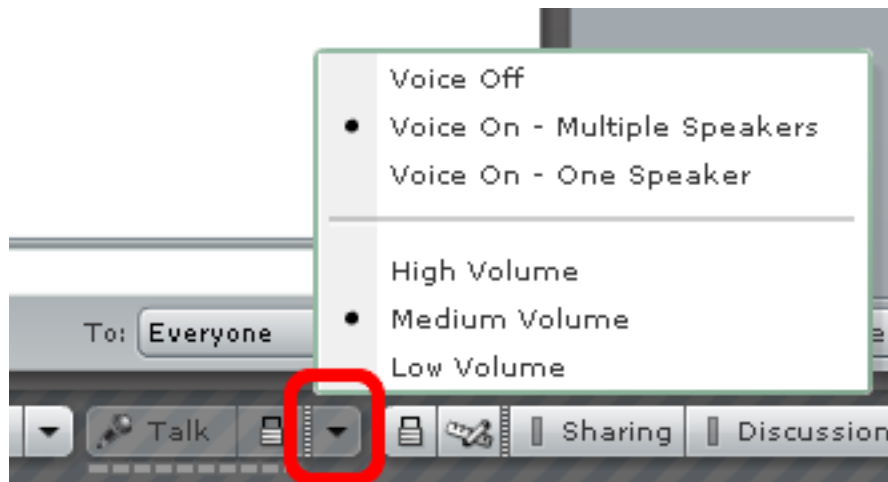 Voice Off
Voice On - Multiple Speakers
Voice On - One Speaker
High Volume
Medium Volume
Low Volume
To: Everyone
Talk
Sharing
Discussion